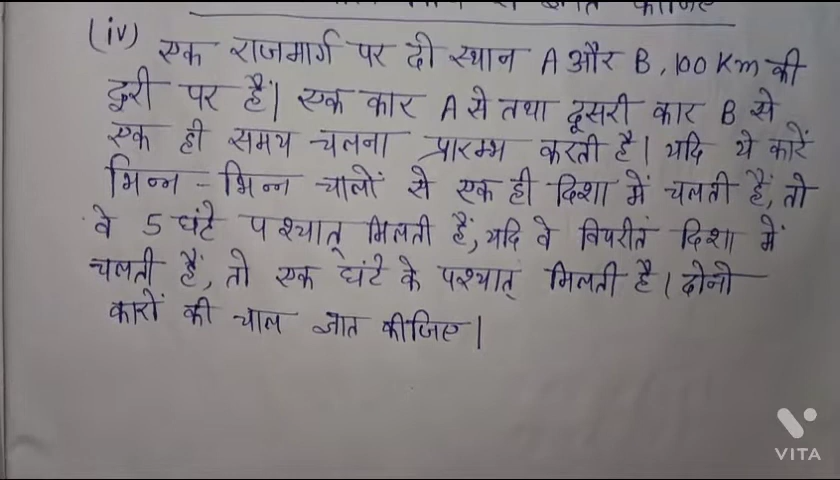 (iv) एक राजमार्ग पर दो स्थान A और B, 100 Km की
दूरी पर हैं। एक कार A से तथा दूसरी कार B से
एक ही समय चलना प्रारम्भ करती है। यदि ये कारें
भिन्न - भिन्न चालों से एक ही दिशा में चलती हैं, तो
वे 5 घंटे पश्चात् मिलती हैं, यदि वे विपरीत दिशा में
चलती हैं, तो एक घंटे के पश्चात् मिलती है। दोनो
कारों की चाल ज्ञात कीजिए।
VITA